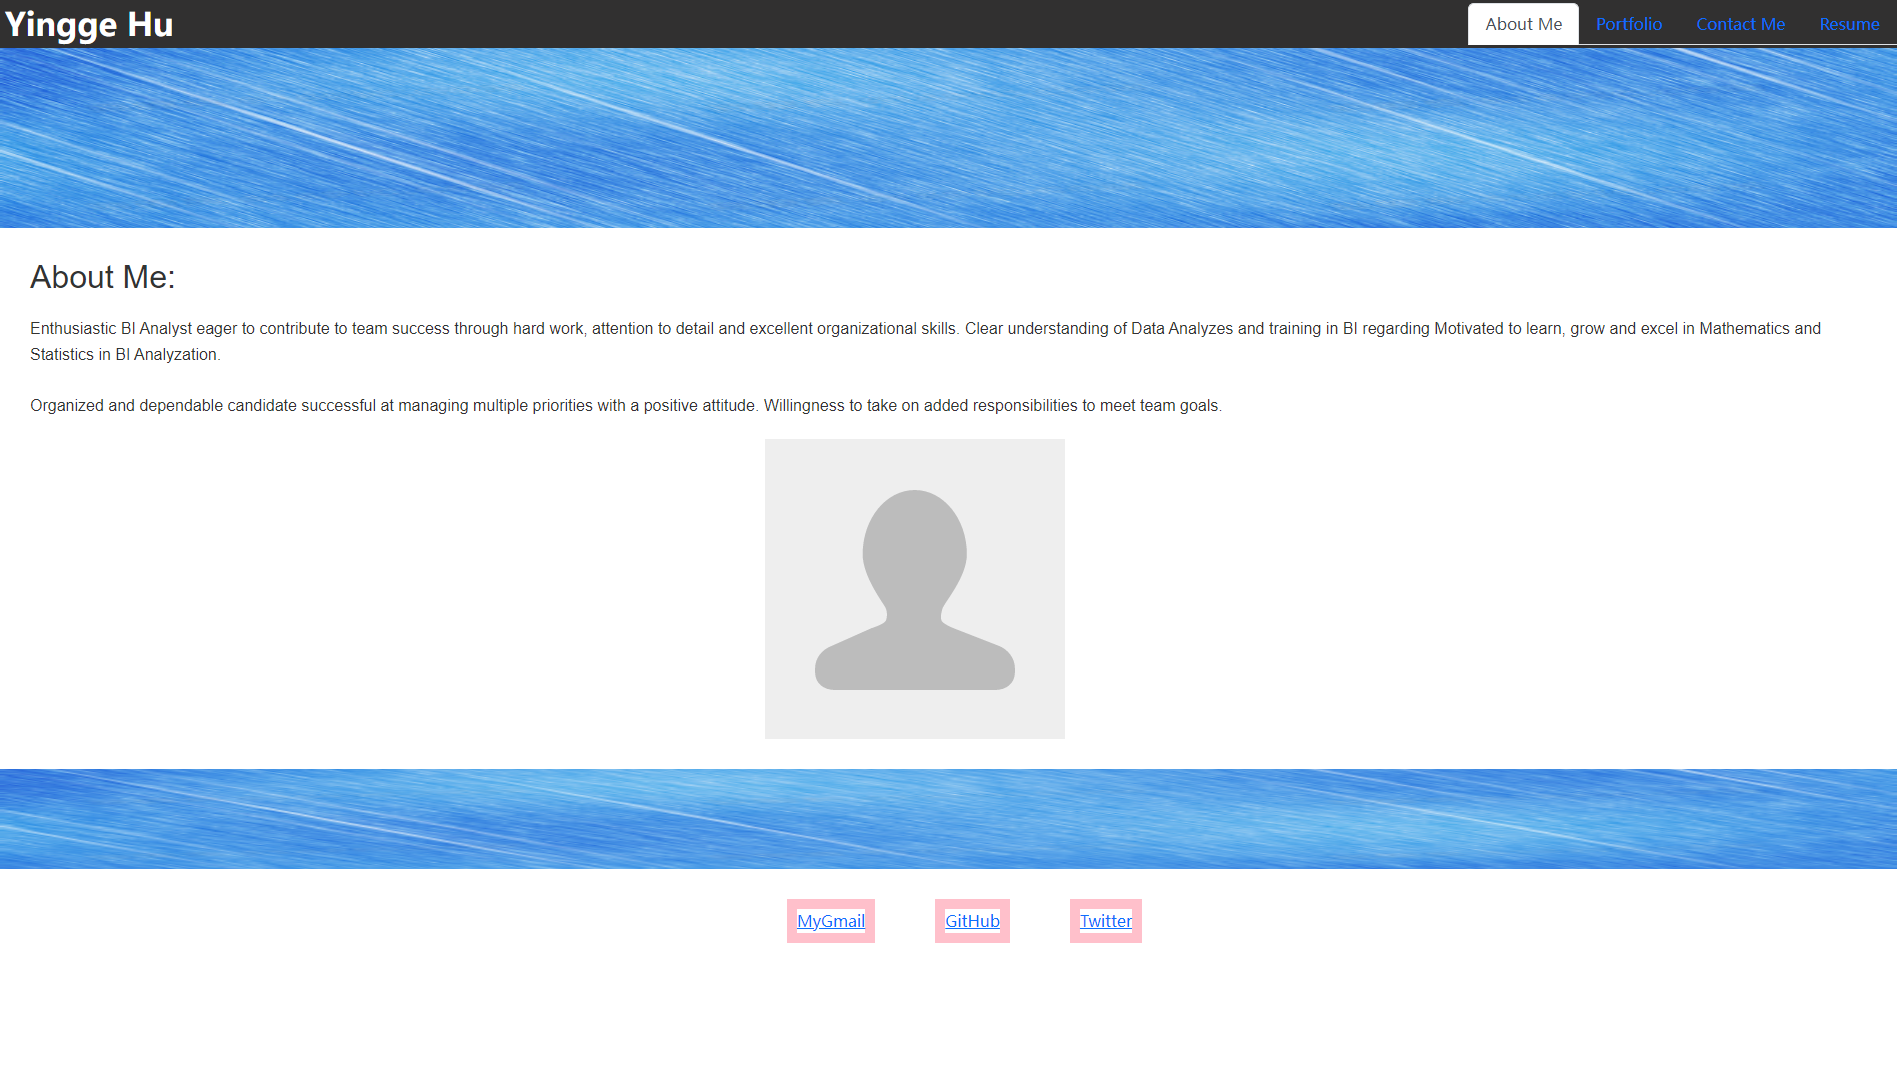 Yingge Hu
About Me
Portfolio
Contact Me
Resume
About Me:
Enthusiastic BI Analyst eager to contribute to team success through hard work, attention to detail and excellent organizational skills. Clear understanding of Data Analyzes and training in BI regarding Motivated to learn, grow and excel in Mathematics and
Statistics in BI Analyzation.
Organized and dependable candidate successful at managing multiple priorities with a positive attitude. Willingness to take on added responsibilities to meet team goals.
MyGmail
GitHub
Twitter